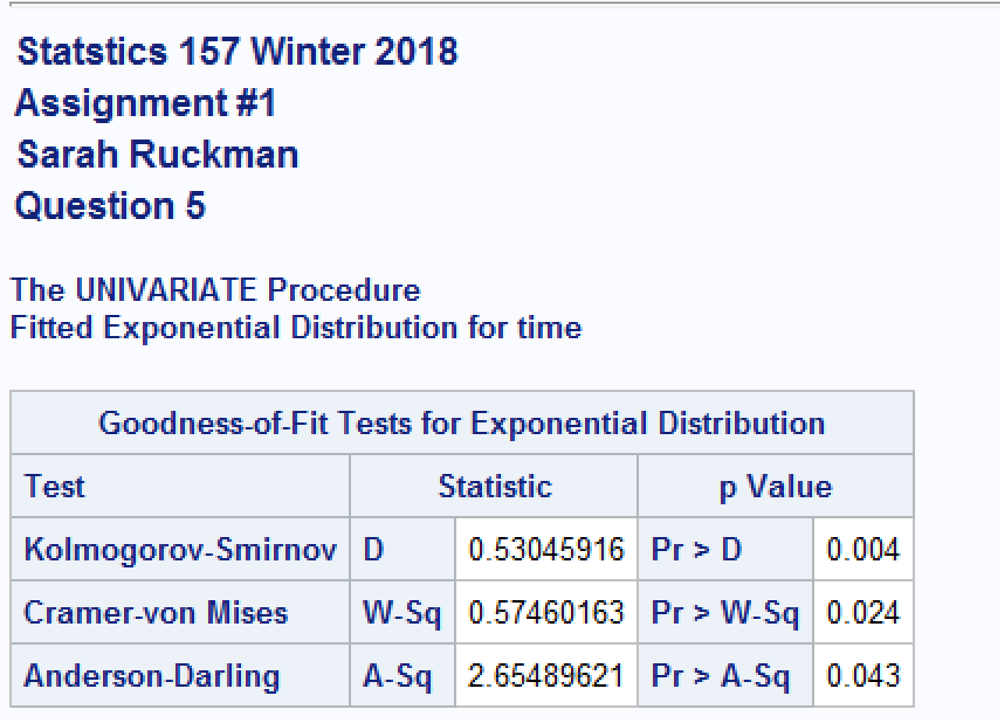 Statstics 157 Winter 2018
Assignment #1
Sarah Ruckman
Question 5
The UNIVARIATE Procedure
Fitted Exponential Distribution for time
Goodness-of-Fit Tests for Exponential Distribution
Test Statistic p Value
Kolmogorov-Smirnov D 0.53045916 Pr > D 0.004
Cramer-von Mises W-Sq 0.57460163 Pr > W-Sq 0.024
Anderson-Darling A-Sq 2.65489621 Pr > A-Sq 0.043